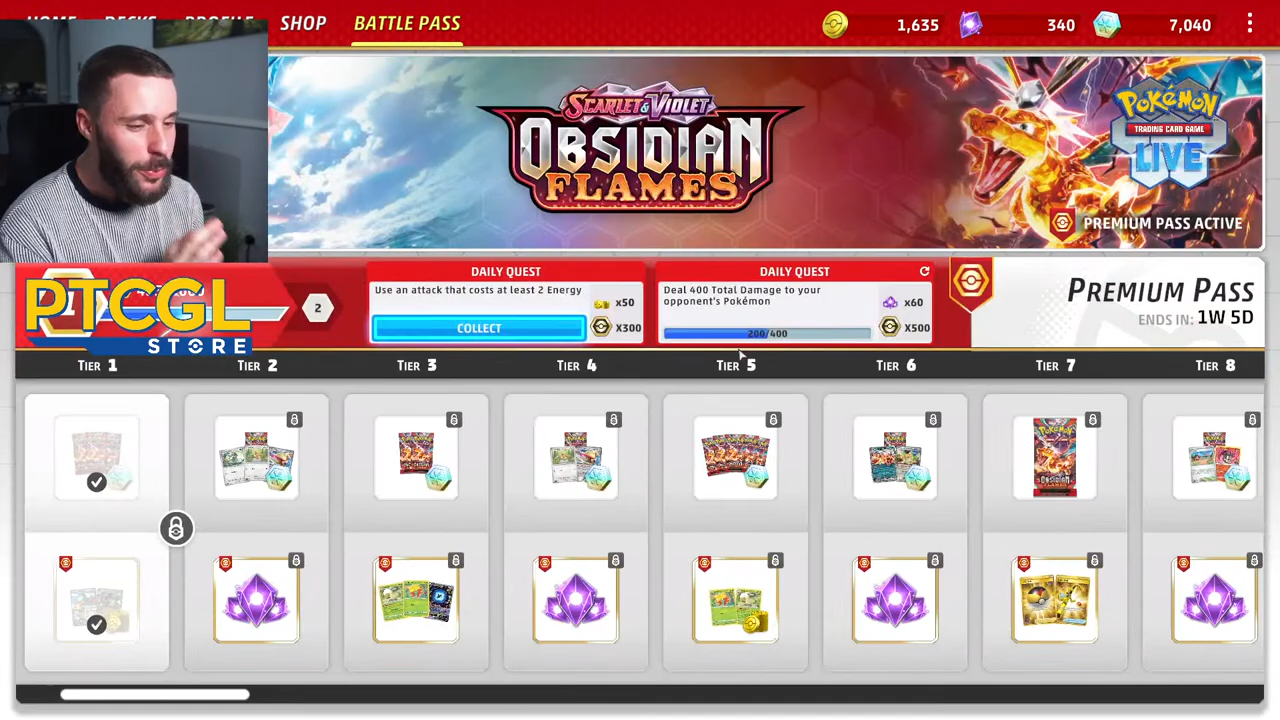 SHOP
BATTLE PASS
1,635
340
7,040
SCARLET & VIOLET
OBSIDIAN
FLAMES
POKÉMON
TRADING CARD GAME
LIVE
PREMIUM PASS ACTIVE
PTCGL
STORE
2
DAILY QUEST
Use an attack that costs at least 2 Energy
X50
COLLECT
X300
DAILY QUEST
Deal 400 Total Damage to your
opponent's Pokémon
X60
200/400
X500
PREMIUM PASS
ENDS IN: 1W 5D
TIER 1
TIER 2
TIER 3
TIER 4
TIER 5
TIER 6
TIER 7
TIER 8
POKÉMON
OBSIDIAN
FLAMES